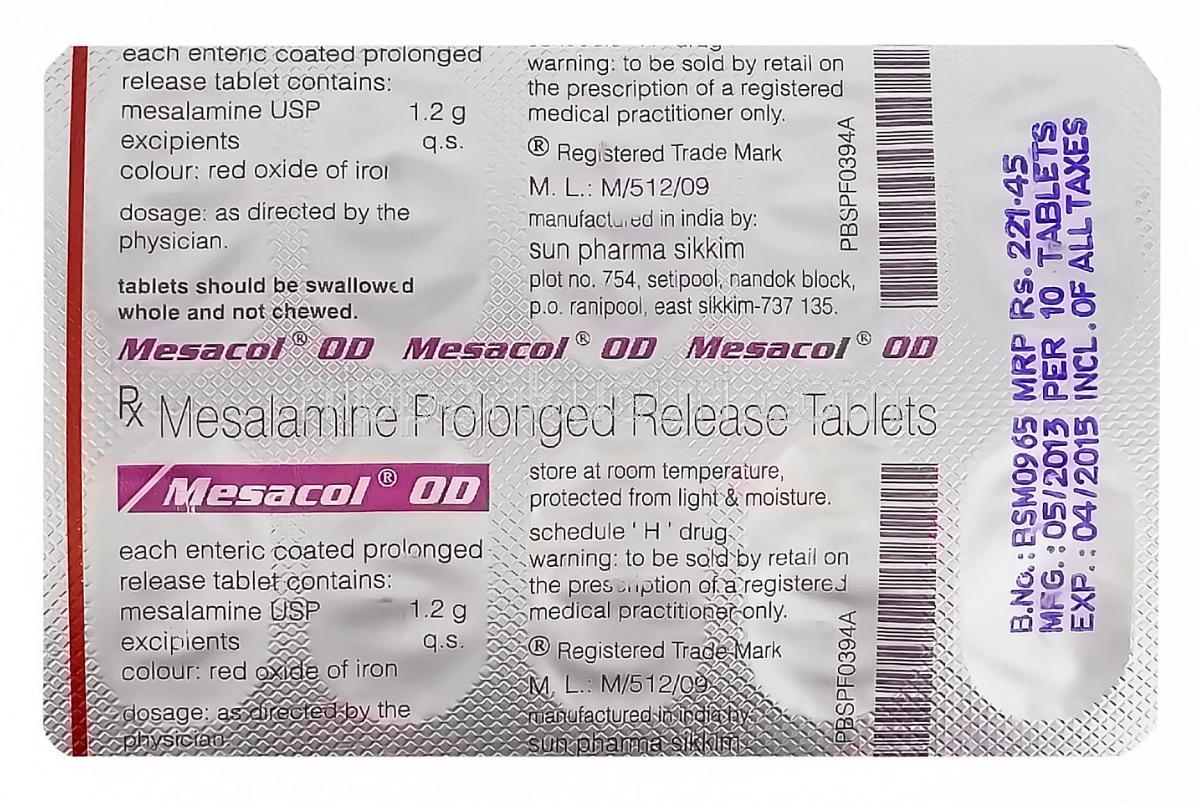 each enteric coated prolonged
release tablet contains:
mesalamine USP 1.2 g
excipients q.s.
colour: red oxide of iron
dosage: as directed by the
physician.
tablets should be swallowed
whole and not chewed.
warning: to be sold by retail on
the prescription of a registered
medical practitioner only.
® Registered Trade Mark
M. L.: M/512/09
manufactured in india by:
sun pharma sikkim
plot no. 754, setipool, nandok block,
p.o. ranipool, east sikkim-737 135.
PBSPF0394A
Mesacol® OD Mesacol® OD Mesacol® OD
Rx Mesalamine Prolonged Release Tablets
Mesacol® OD
each enteric coated prolonged
release tablet contains:
mesalamine USP 1.2 g
excipients q.s.
colour: red oxide of iron
dosage: as directed by the
physician.
store at room temperature,
protected from light & moisture.
schedule 'H' drug
warning: to be sold by retail on
the prescription of a registered
medical practitioner only.
® Registered Trade Mark
M. L.: M/512/09
manufactured in india by:
sun pharma sikkim
PBSPF0394A
B.No.: BSM0965 MRP Rs. 221.45
MFG.: 05/2013 PER 10 TABLETS
EXP.: 04/2015 INCL. OF ALL TAXES